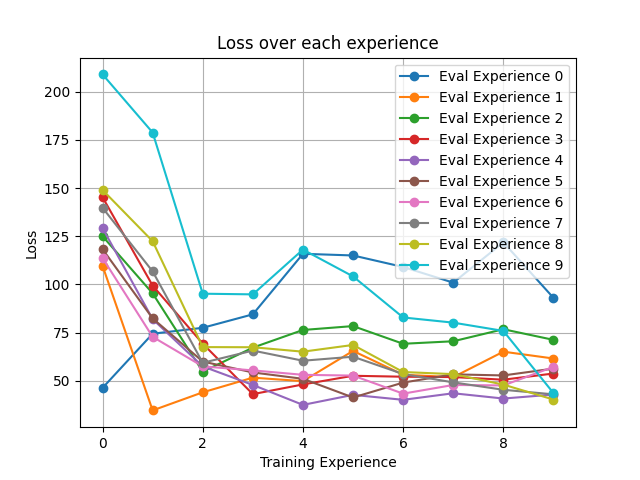 Loss over each experience
Loss
200
175
150
125
100
75
50
Eval Experience 0
Eval Experience 1
Eval Experience 2
Eval Experience 3
Eval Experience 4
Eval Experience 5
Eval Experience 6
Eval Experience 7
Eval Experience 8
Eval Experience 9
0 2 4 6 8
Training Experience